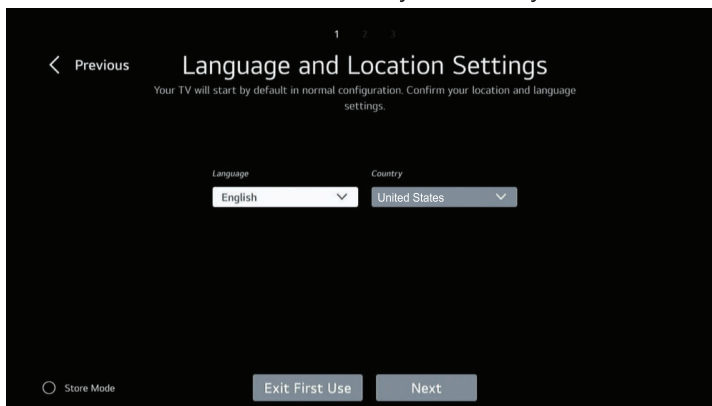 1 2 3
Previous
Language and Location Settings
Your TV will start by default in normal configuration. Confirm your location and language
settings.
Language Country
English United States
Store Mode Exit First Use Next